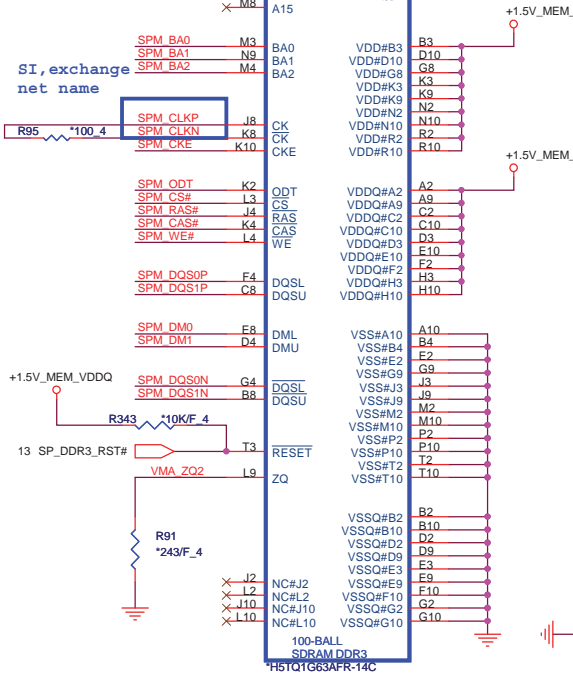 M8 A15
+1.5V_MEM_
SPM_BA0 M3 BA0 VDD#B3 B3
SPM_BA1 N9 BA1 VDD#D10 D10
SPM_BA2 M4 BA2 VDD#G8 G8
SI,exchange
net name
VDD#K3 K3
VDD#K9 K9
VDD#N2 N2
SPM_CLKP J8 CK VDD#N10 N10
R95 *100_4 SPM_CLKN K8 CK VDD#R2 R2
SPM_CKE K10 CKE VDD#R10 R10
+1.5V_MEM_
SPM_ODT K2 ODT VDDQ#A2 A2
SPM_CS# L3 CS VDDQ#A9 A9
SPM_RAS# J4 RAS VDDQ#C2 C2
SPM_CAS# K4 CAS VDDQ#C10 C10
SPM_WE# L4 WE VDDQ#D3 D3
VDDQ#E10 E10
VDDQ#F2 F2
SPM_DQS0P F4 DQSL VDDQ#H3 H3
SPM_DQS1P C8 DQSU VDDQ#H10 H10
SPM_DM0 E8 DML VSS#A10 A10
SPM_DM1 D4 DMU VSS#B4 B4
VSS#E2 E2
VSS#G9 G9
+1.5V_MEM_VDDQ
SPM_DQS0N G4 DQSL VSS#J3 J3
SPM_DQS1N B8 DQSU VSS#J9 J9
VSS#M2 M2
R343 *10K/F_4 VSS#M10 M10
VSS#P2 P2
13 SP_DDR3_RST# T3 RESET VSS#P10 P10
VSS#T2 T2
VMA_ZQ2 L9 ZQ VSS#T10 T10
VSSQ#B2 B2
VSSQ#B10 B10
R91 VSSQ#D2 D2
*243/F_4 VSSQ#D9 D9
VSSQ#E3 E3
J2 NC#J2 VSSQ#E9 E9
L2 NC#L2 VSSQ#F10 F10
J10 NC#J10 VSSQ#G2 G2
L10 NC#L10 VSSQ#G10 G10
100-BALL
SDRAM DDR3
*H5TQ1G63AFR-14C